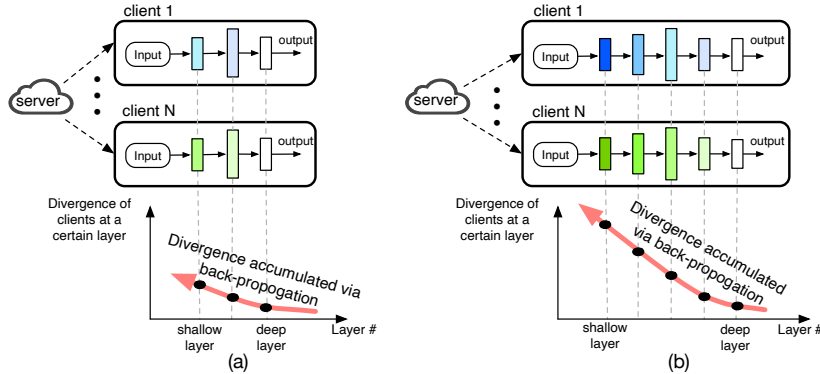 client 1
Input
output
server
client N
Input
output
Divergence of
clients at a
certain layer
Divergence accumulated via
back-propogation
shallow
layer
deep
layer
Layer #
(a)
client 1
Input
output
server
client N
Input
output
Divergence of
clients at a
certain layer
Divergence accumulated
via back-propogation
shallow
layer
deep
layer
Layer #
(b)